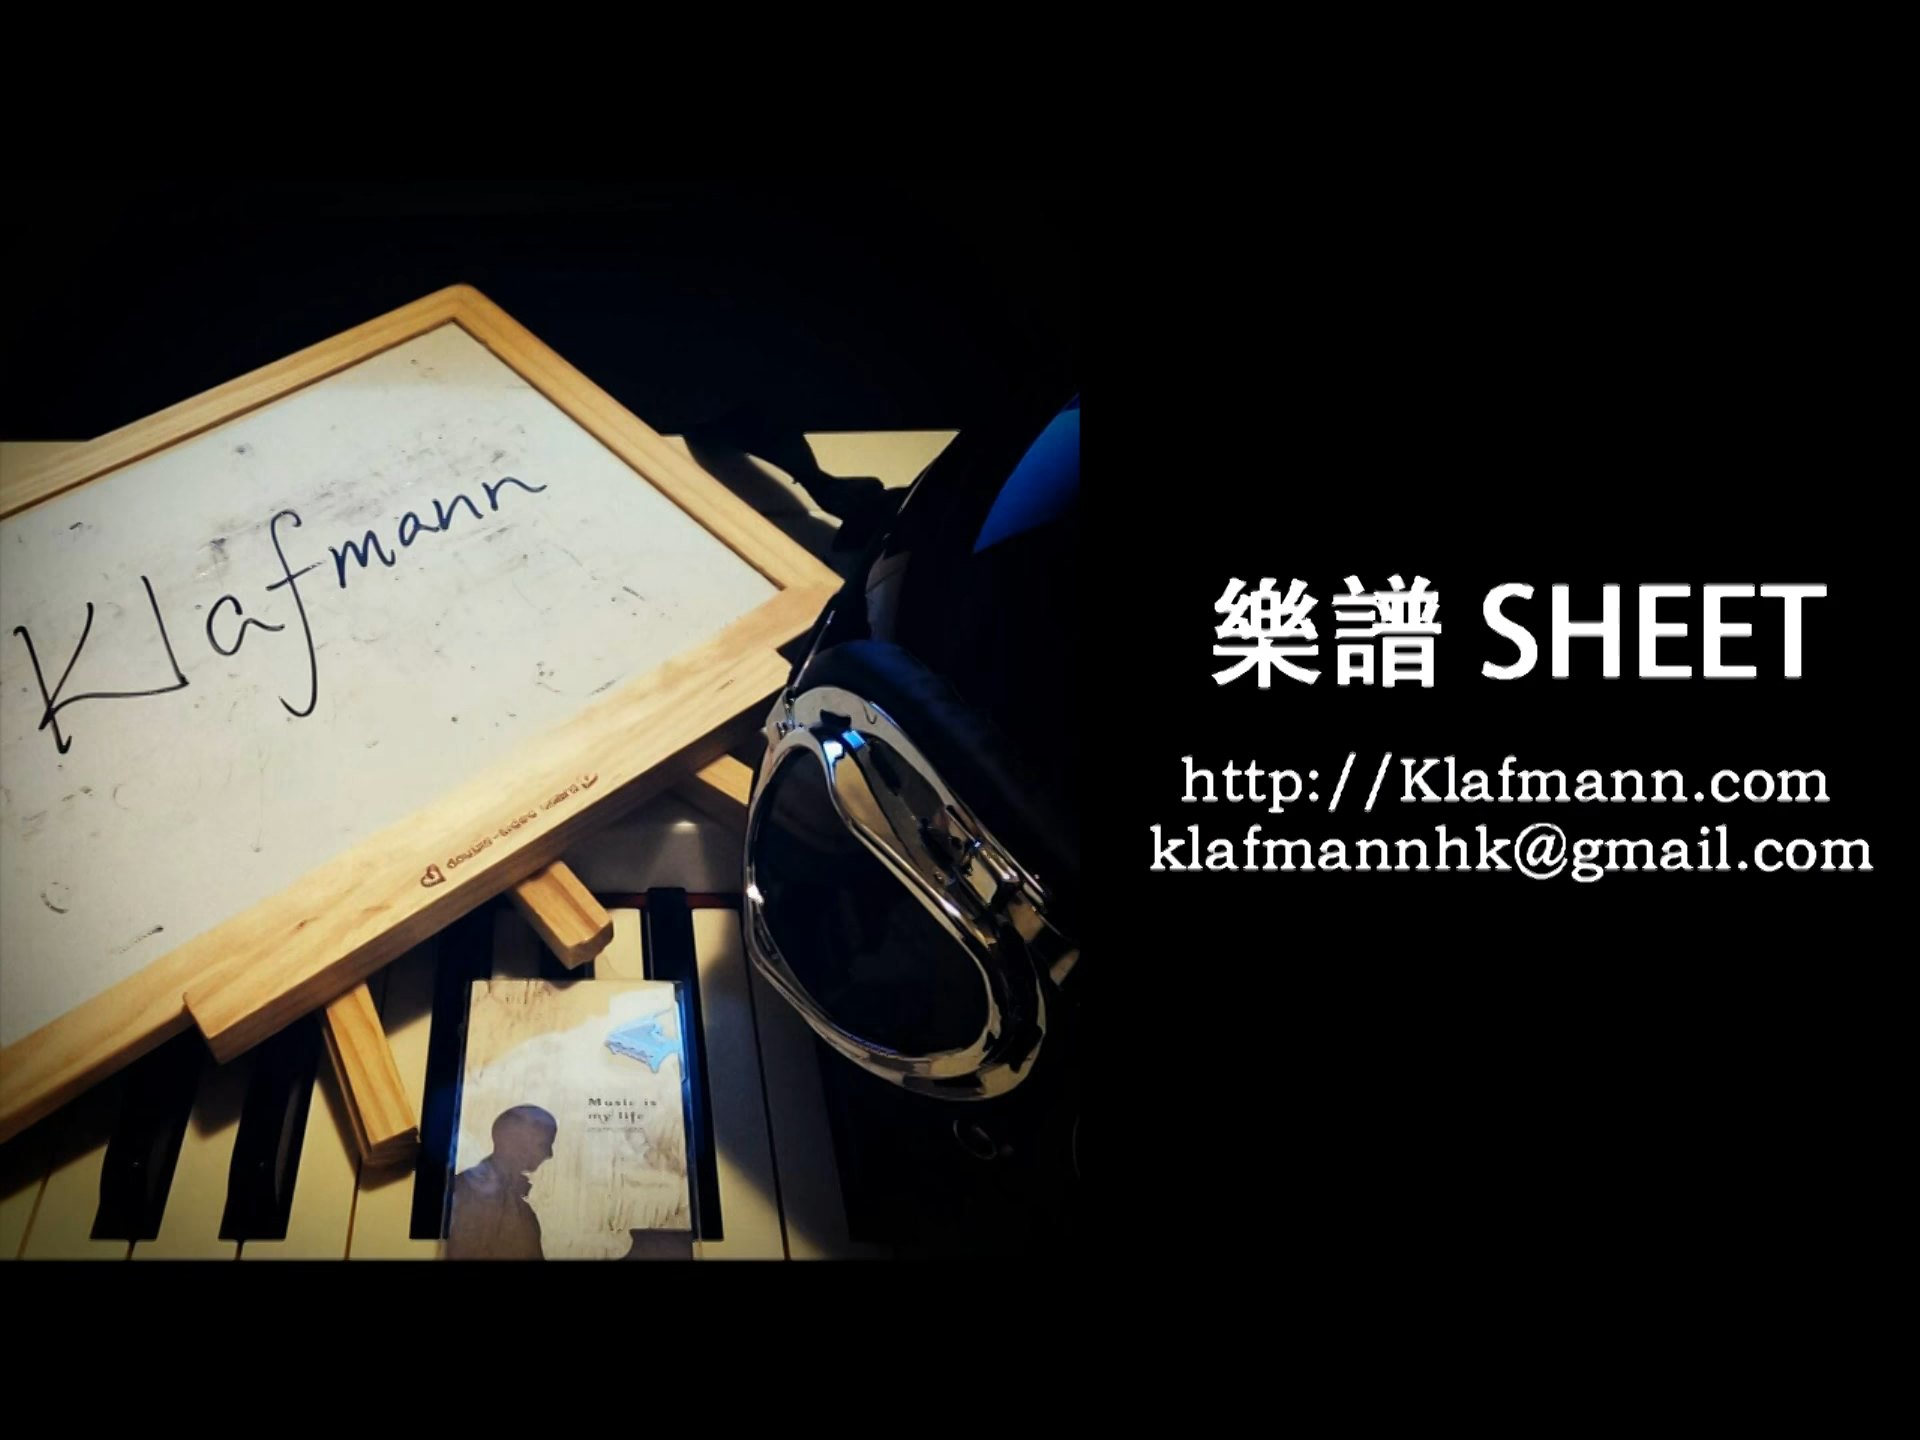 Klafmann
Music is
my life
樂譜 SHEET
http://Klafmann.com
klafmannhk@gmail.com